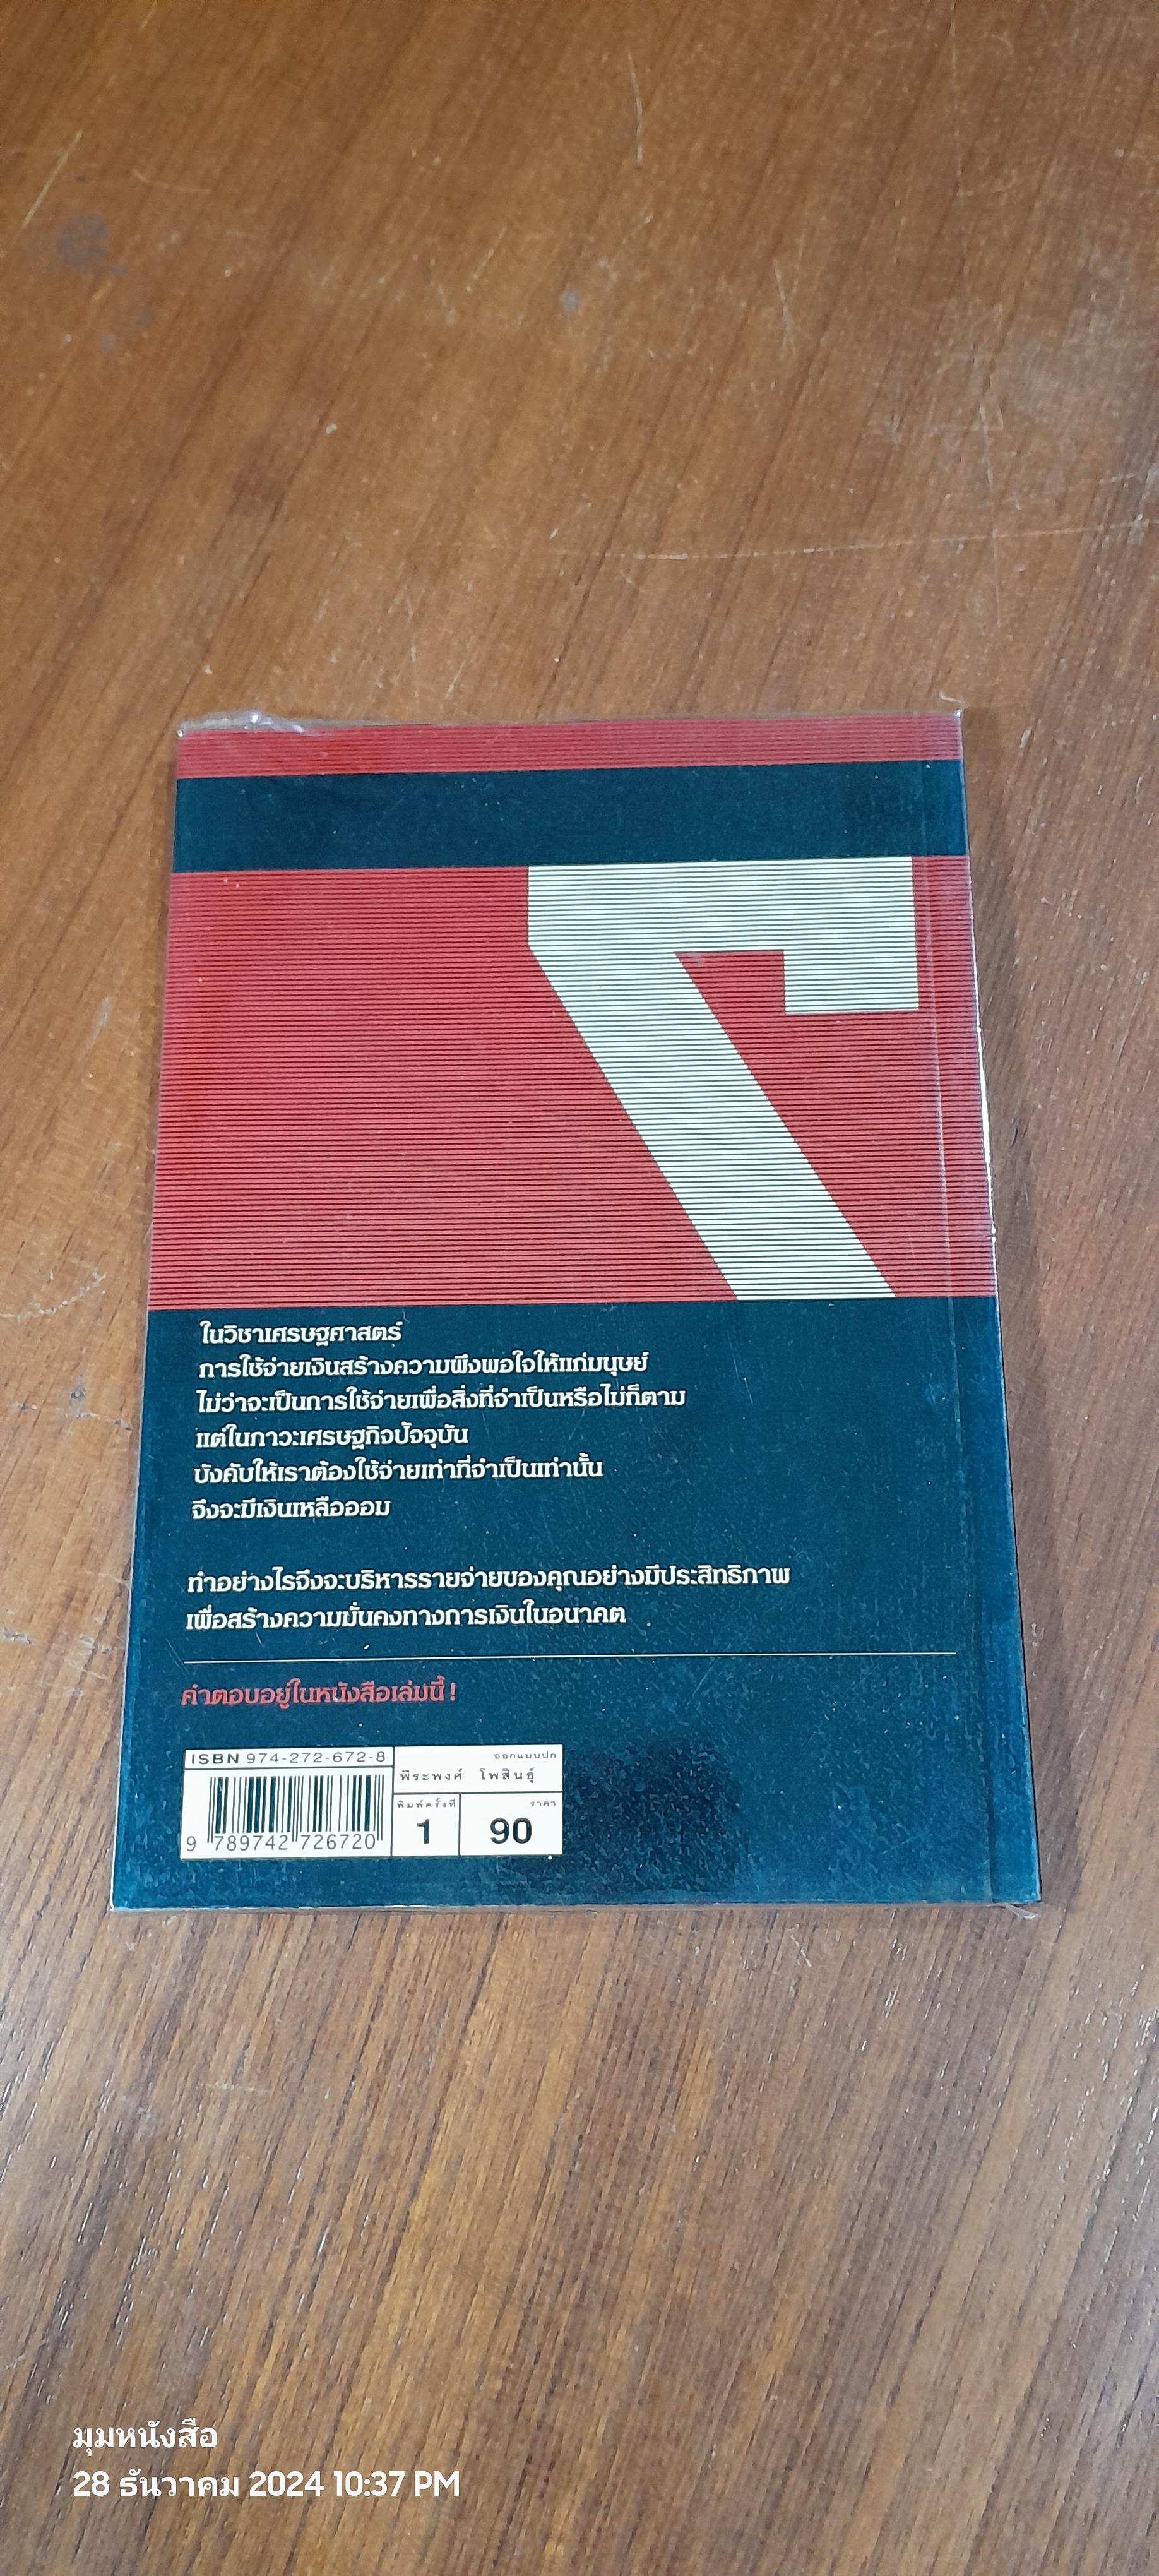 ในวิชาเศรษฐศาสตร์
การใช้จ่ายเงินสร้างความพึงพอใจให้แก่มนุษย์
ไม่ว่าจะเป็นการใช้จ่ายเพื่อสิ่งที่จำเป็นหรือไม่ก็ตาม
แต่ในภาวะเศรษฐกิจปัจจุบัน
บังคับให้เราต้องใช้จ่ายเท่าที่จำเป็นเท่านั้น
จึงจะมีเงินเหลือออม
ทำอย่างไรจึงจะบริหารรายจ่ายของคุณอย่างมีประสิทธิภาพ
เพื่อสร้างความมั่นคงทางการเงินในอนาคต
คำตอบอยู่ในหนังสือเล่มนี้ !
ISBN 974-272-672-8
9 789742 726720
ออกแบบปก
พีระพงศ์ โพสินธุ์
พิมพ์ครั้งที่
1
ราคา
90
มุมหนังสือ
28 ธันวาคม 2024 10:37 PM